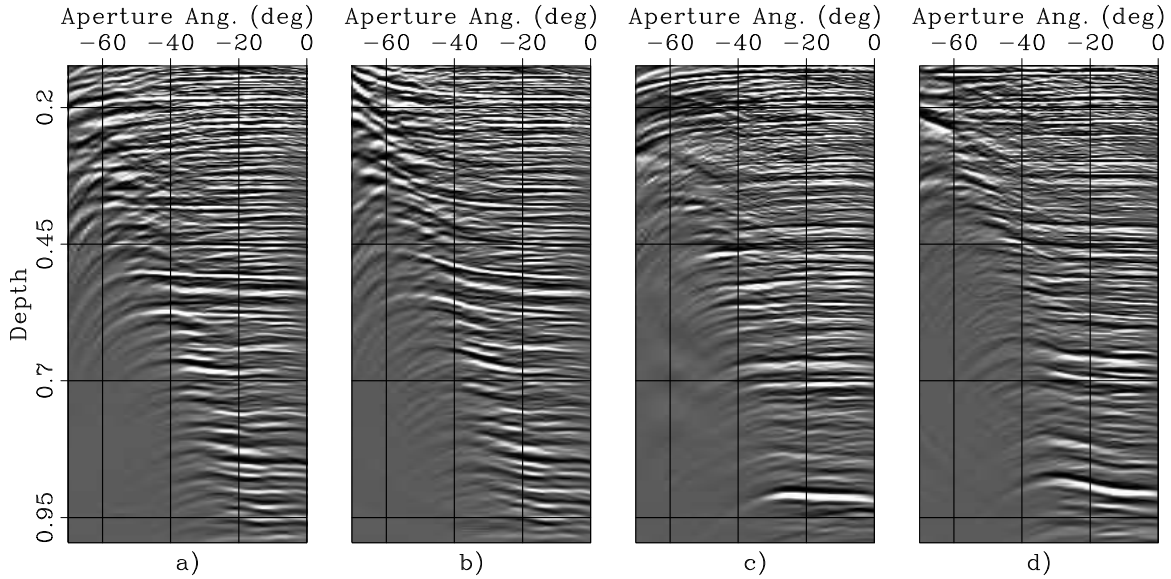 Aperture Ang. (deg) Aperture Ang. (deg) Aperture Ang. (deg) Aperture Ang. (deg)
−60 −40 −20 0 −60 −40 −20 0 −60 −40 −20 0 −60 −40 −20 0
0.2
0.45
Depth
0.7
0.95
a) b) c) d)